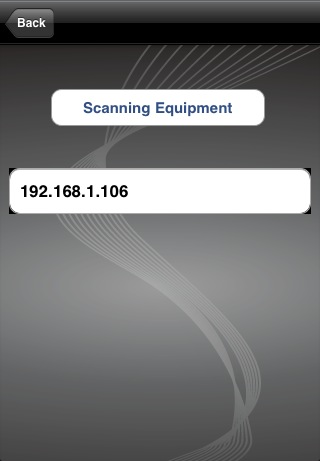 Back
Scanning Equipment
192.168.1.106